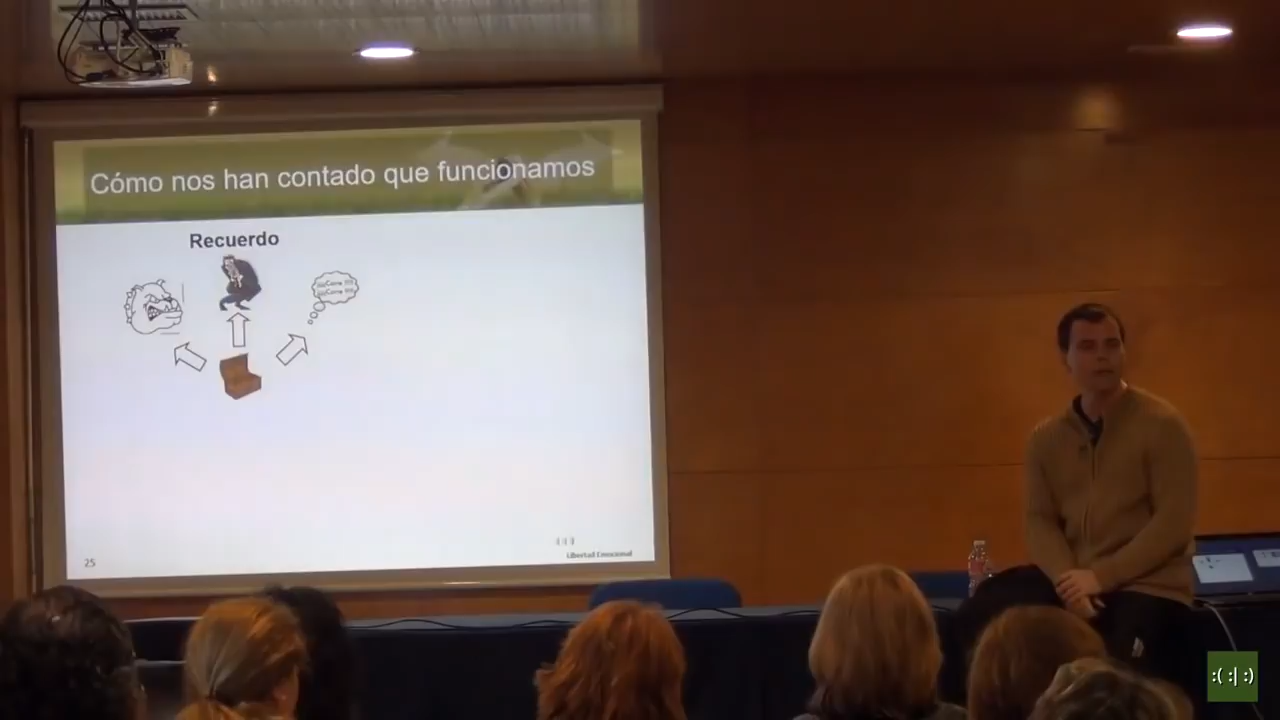 Cómo nos han contado que funcionamos
Recuerdo
25
Libertad Emocional
:( :| :)